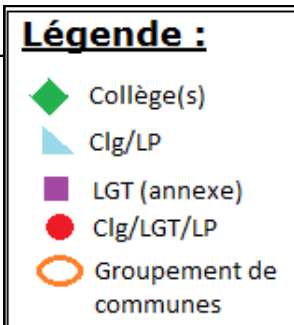 Légende :
Collège(s)
Clg/LP
LGT (annexe)
Clg/LGT/LP
Groupement de
communes